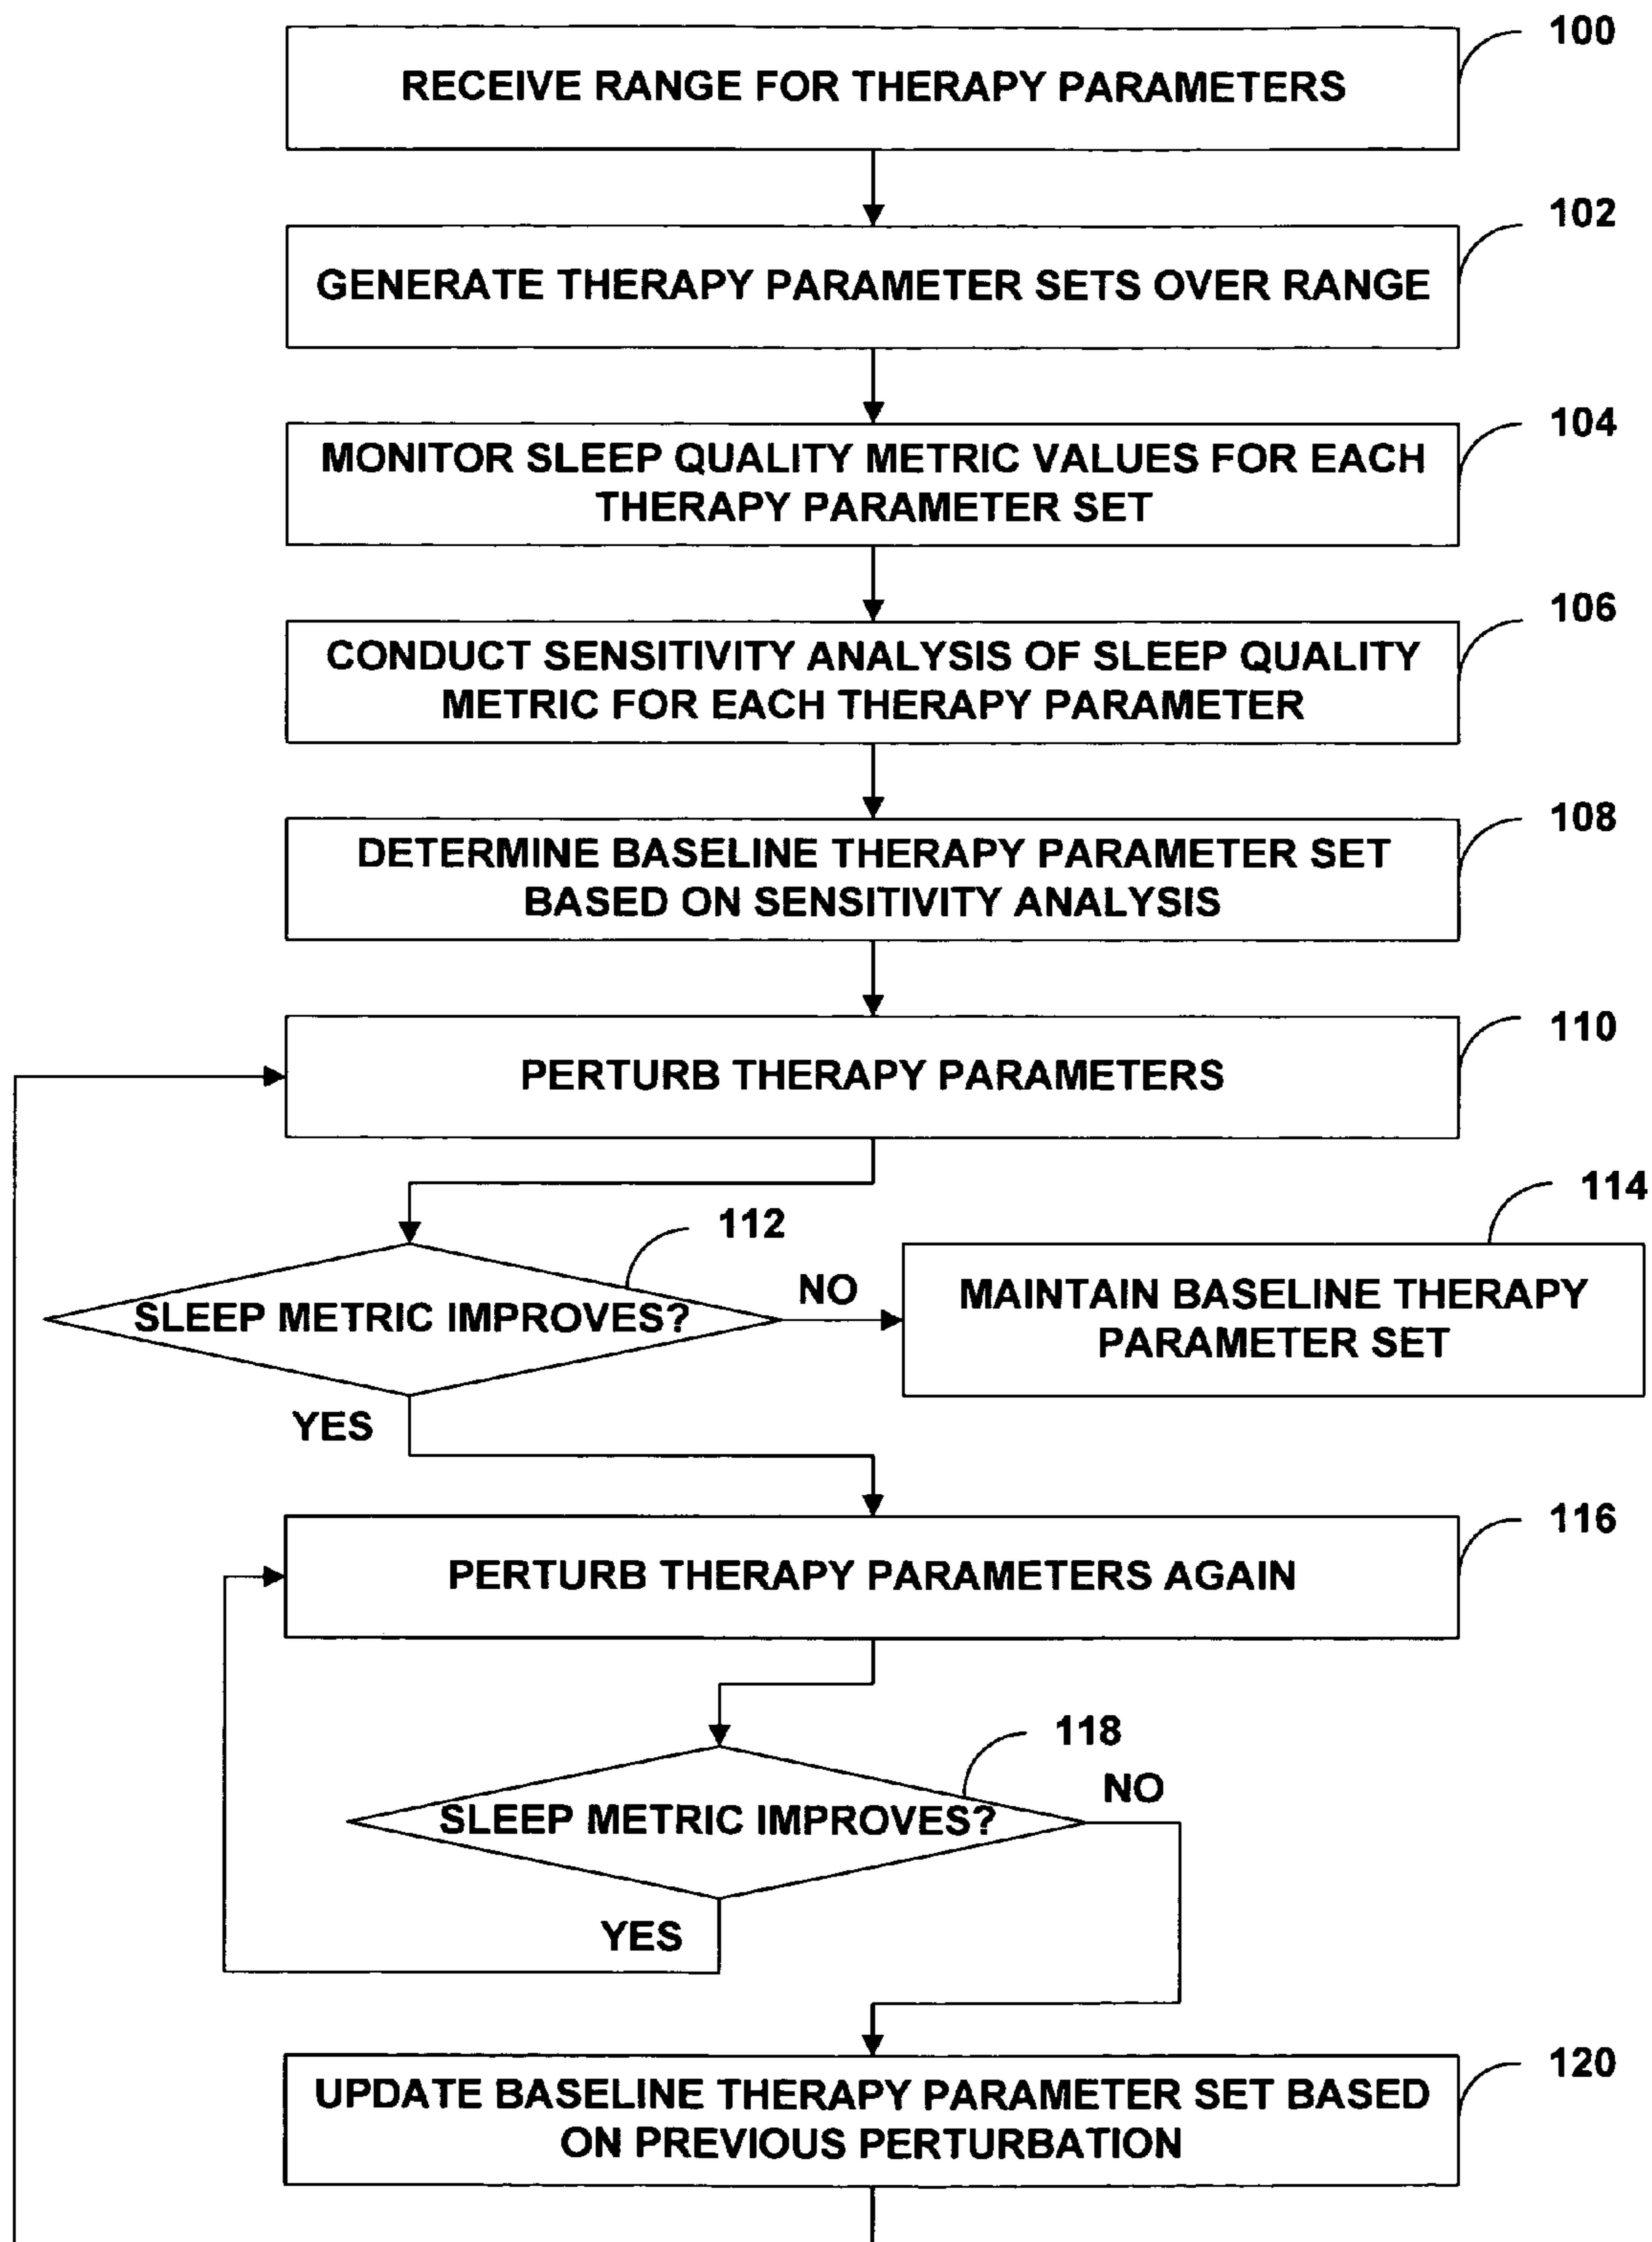 100
RECEIVE RANGE FOR THERAPY PARAMETERS
102
GENERATE THERAPY PARAMETER SETS OVER RANGE
104
MONITOR SLEEP QUALITY METRIC VALUES FOR EACH
THERAPY PARAMETER SET
106
CONDUCT SENSITIVITY ANALYSIS OF SLEEP QUALITY
METRIC FOR EACH THERAPY PARAMETER
108
DETERMINE BASELINE THERAPY PARAMETER SET
BASED ON SENSITIVITY ANALYSIS
110
PERTURB THERAPY PARAMETERS
112
SLEEP METRIC IMPROVES?
NO
114
MAINTAIN BASELINE THERAPY
PARAMETER SET
YES
116
PERTURB THERAPY PARAMETERS AGAIN
118
SLEEP METRIC IMPROVES?
NO
YES
120
UPDATE BASELINE THERAPY PARAMETER SET BASED
ON PREVIOUS PERTURBATION